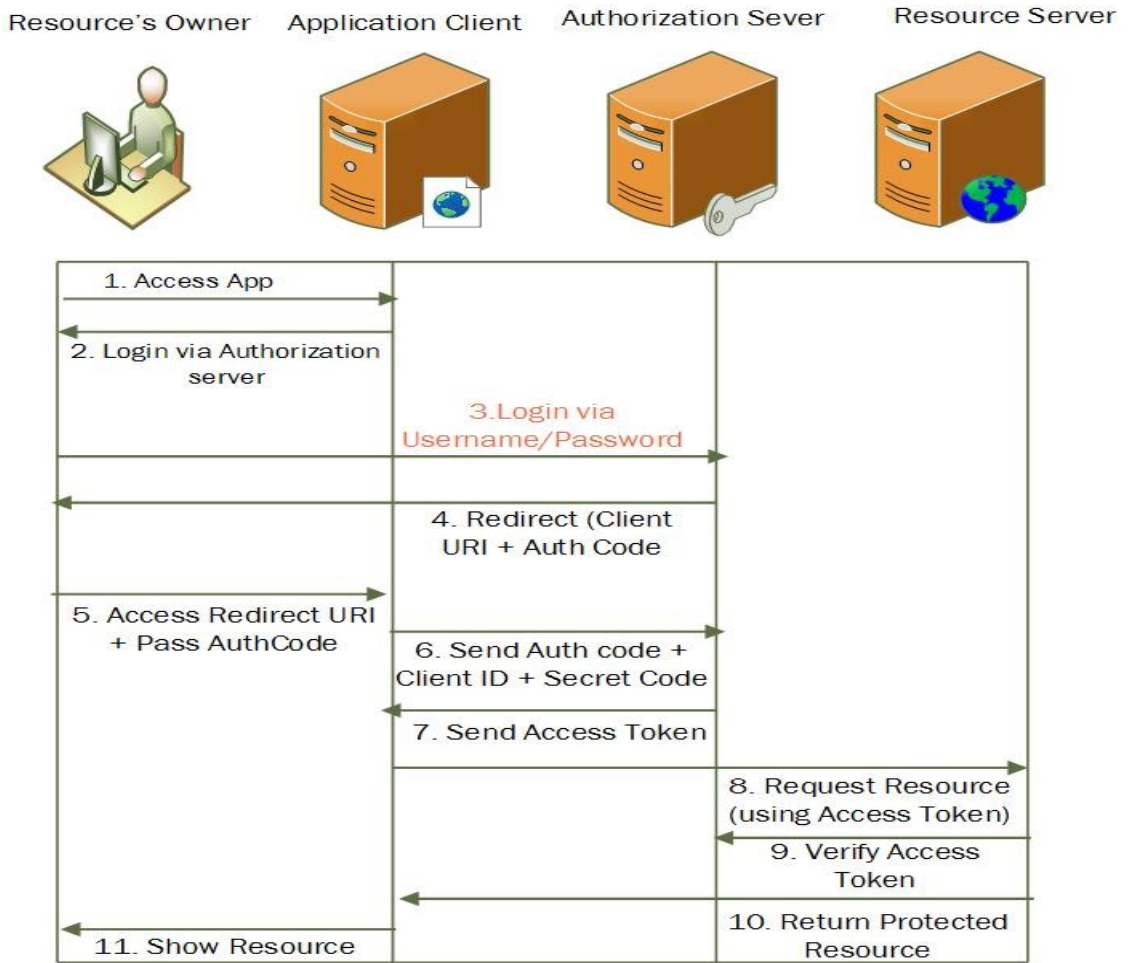 Resource's Owner
Application Client
Authorization Sever
Resource Server
1. Access App
2. Login via Authorization
server
3.Login via
Username/Password
4. Redirect (Client
URI + Auth Code
5. Access Redirect URI
+ Pass AuthCode
6. Send Auth code +
Client ID + Secret Code
7. Send Access Token
8. Request Resource
(using Access Token)
9. Verify Access
Token
10. Return Protected
Resource
11. Show Resource